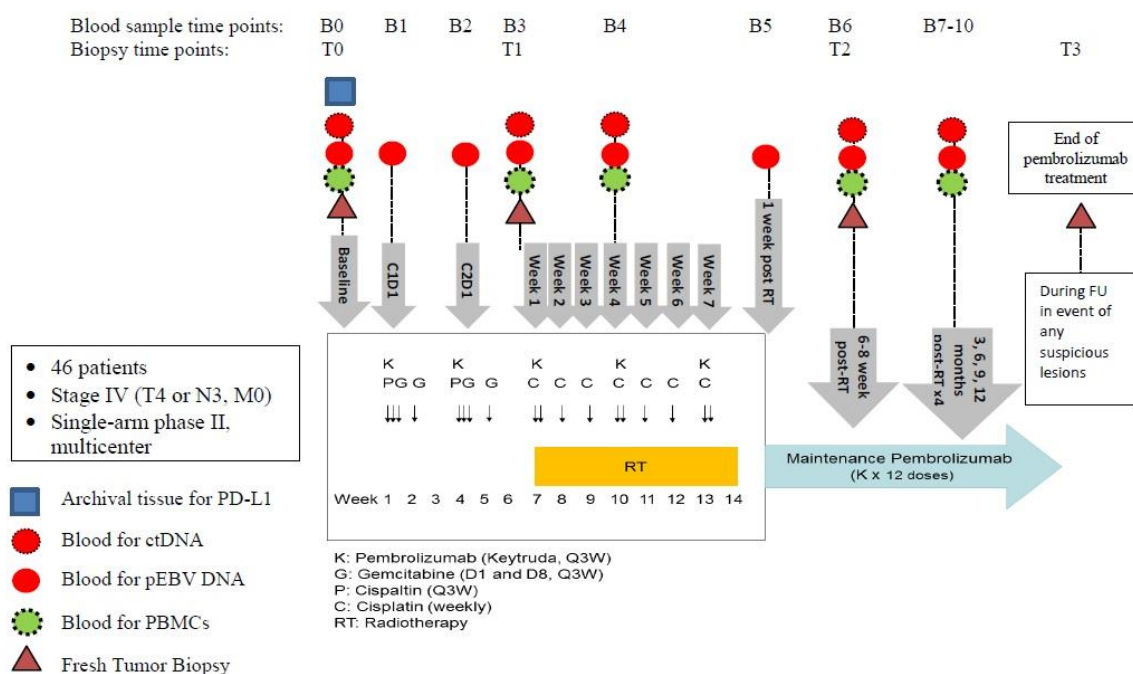 Blood sample time points: B0 B1 B2 B3 B4 B5 B6 B7-10
Biopsy time points: T0 T1 T2 T3
End of
pembrolizumab
treatment
Baseline
C1D1
C2D1
Week 1
Week 2
Week 3
Week 4
Week 5
Week 6
Week 7
1 week post RT
6-8 week
post-RT
3, 6, 9, 12
months
post-RT x4
During FU
in event of
any
suspicious
lesions
• 46 patients
• Stage IV (T4 or N3, M0)
• Single-arm phase II,
multicenter
K K K K K
PG G PG G C C C C C C C
RT
Maintenance Pembrolizumab
(K x 12 doses)
Week 1 2 3 4 5 6 7 8 9 10 11 12 13 14
Archival tissue for PD-L1
Blood for ctDNA
Blood for pEBV DNA
Blood for PBMCs
Fresh Tumor Biopsy
K: Pembrolizumab (Keytruda, Q3W)
G: Gemcitabine (D1 and D8, Q3W)
P: Cispaltin (Q3W)
C: Cisplatin (weekly)
RT: Radiotherapy